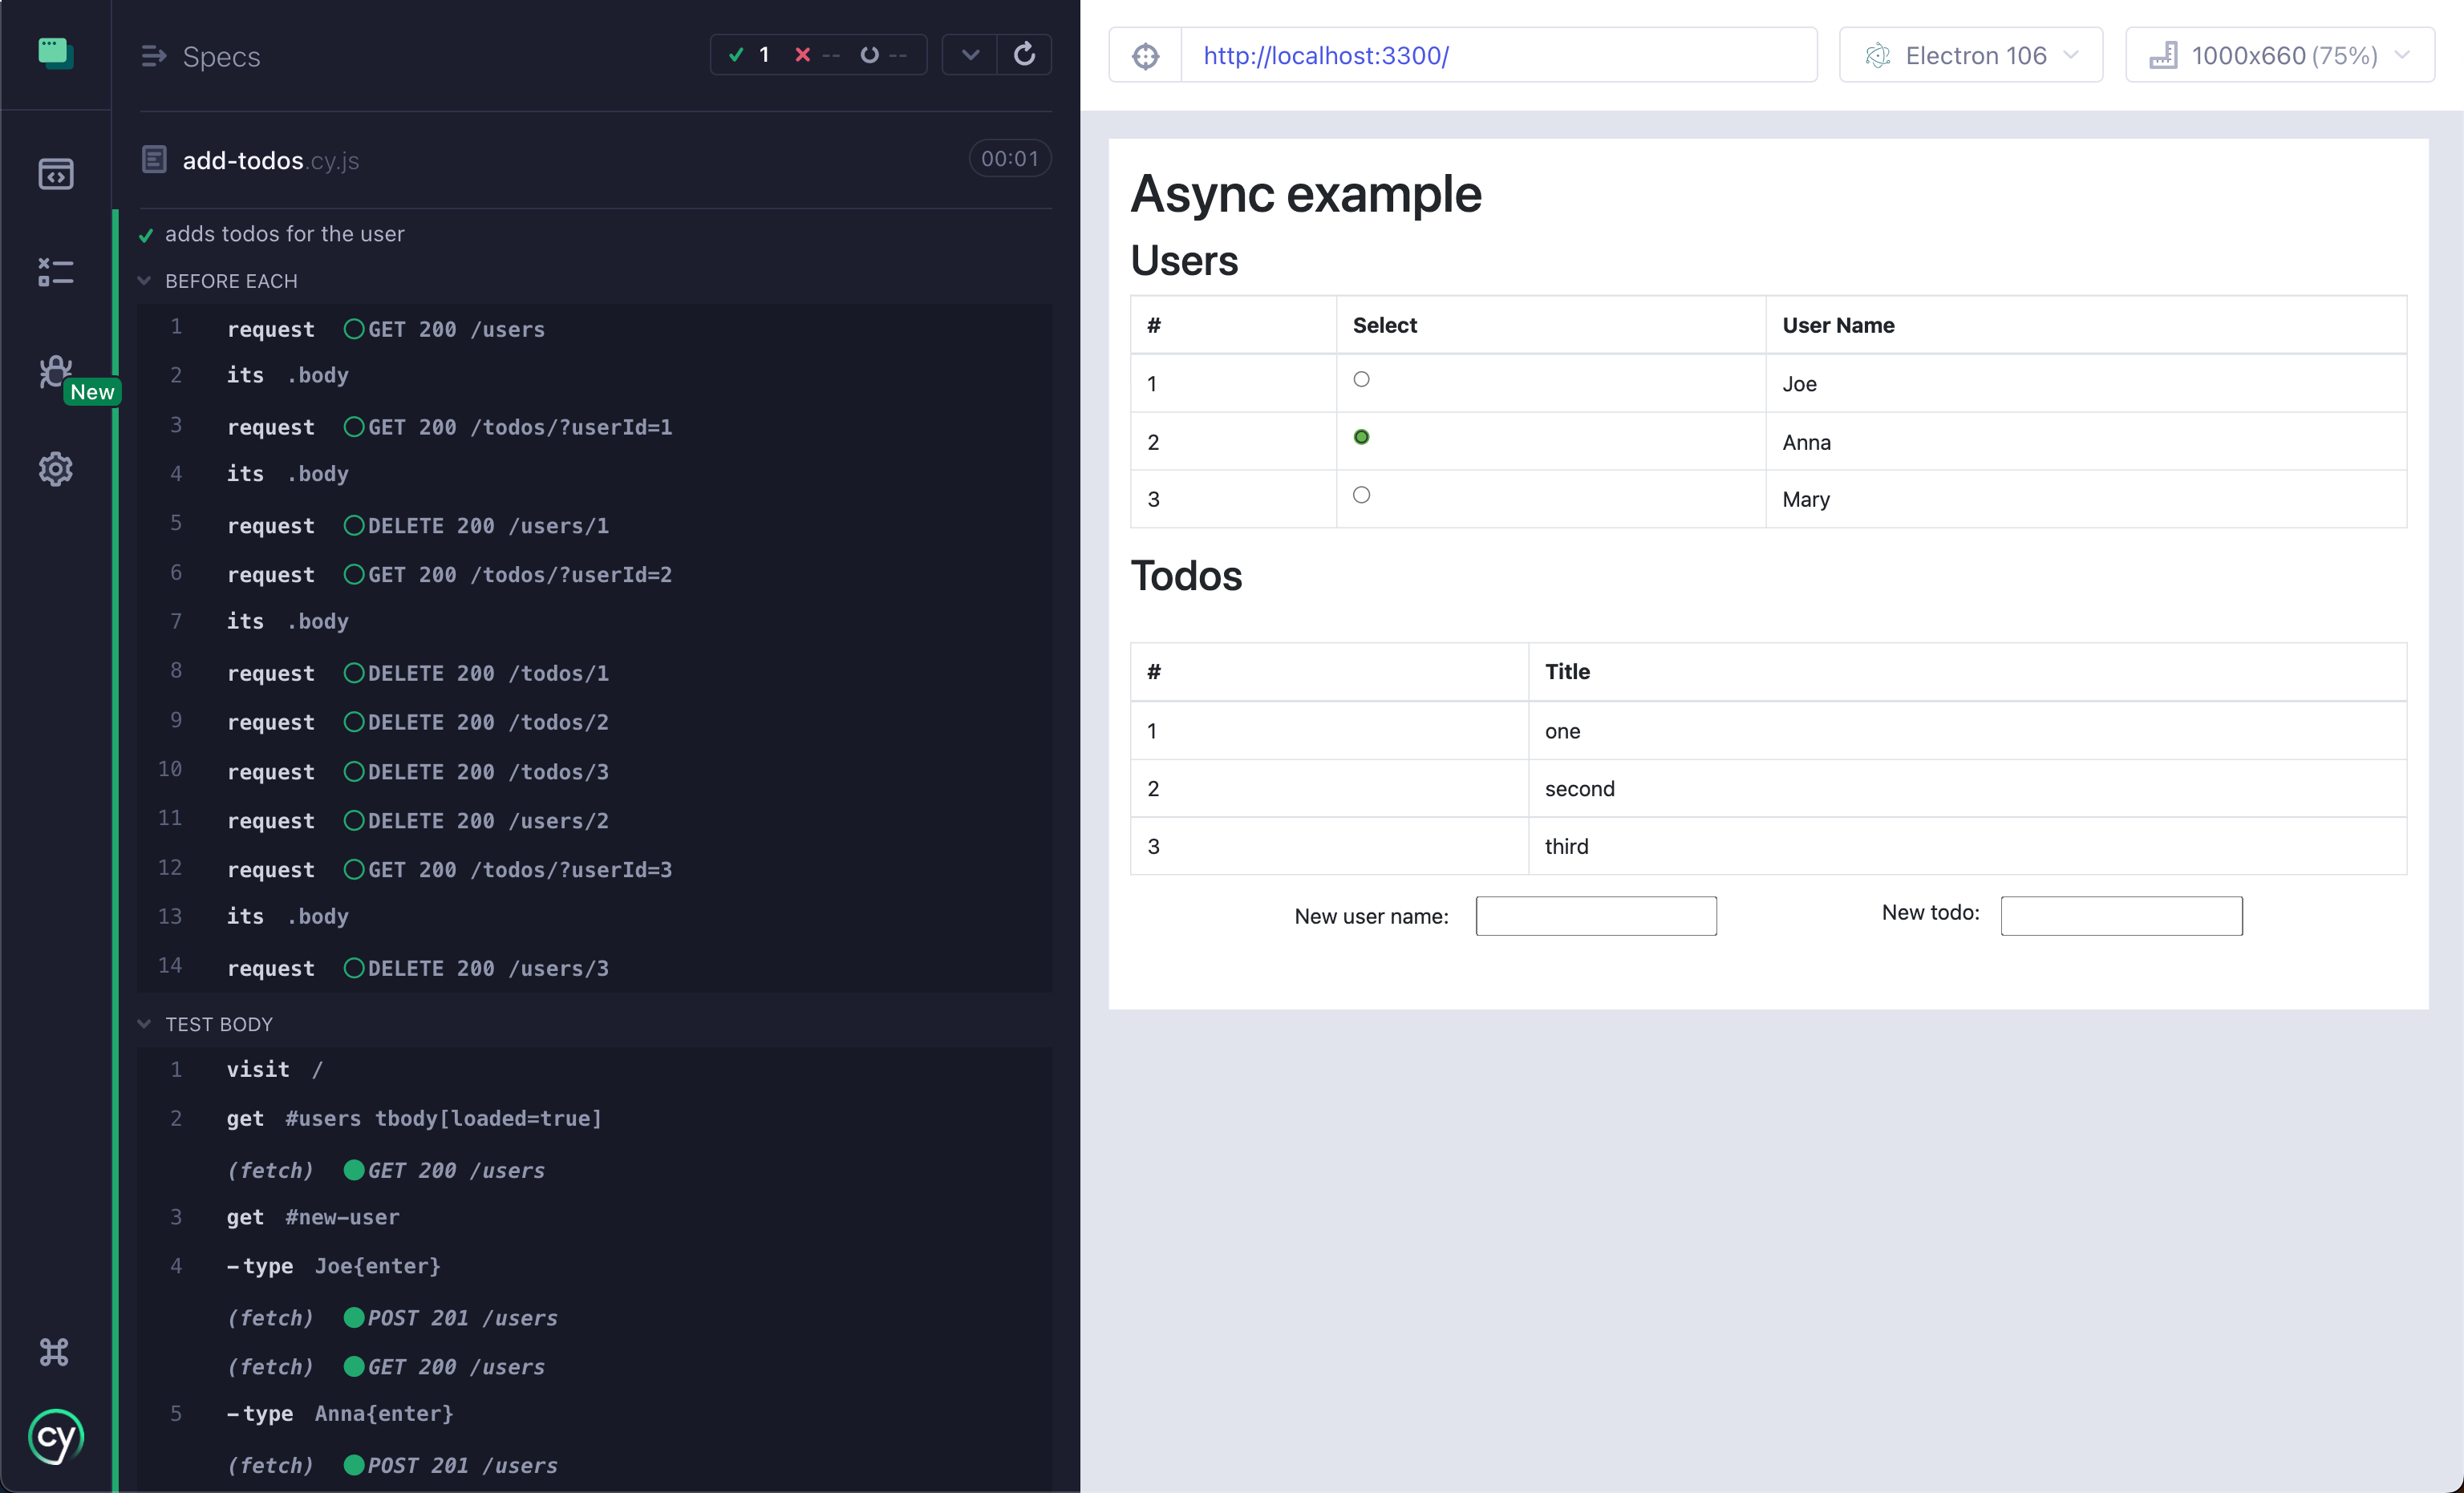 Specs
1 -- --
add-todos.cy.js 00:01
adds todos for the user
BEFORE EACH
1 request GET 200 /users
2 its .body
3 request GET 200 /todos/?userId=1
4 its .body
5 request DELETE 200 /users/1
6 request GET 200 /todos/?userId=2
7 its .body
8 request DELETE 200 /todos/1
9 request DELETE 200 /todos/2
10 request DELETE 200 /todos/3
11 request DELETE 200 /users/2
12 request GET 200 /todos/?userId=3
13 its .body
14 request DELETE 200 /users/3
TEST BODY
1 visit /
2 get #users tbody[loaded=true]
(fetch) GET 200 /users
3 get #new-user
4 -type Joe{enter}
(fetch) POST 201 /users
(fetch) GET 200 /users
5 -type Anna{enter}
(fetch) POST 201 /users
New
cy
http://localhost:3300/
Electron 106
1000x660 (75%)
Async example
Users
# Select User Name
1 Joe
2 Anna
3 Mary
Todos
# Title
1 one
2 second
3 third
New user name:
New todo: